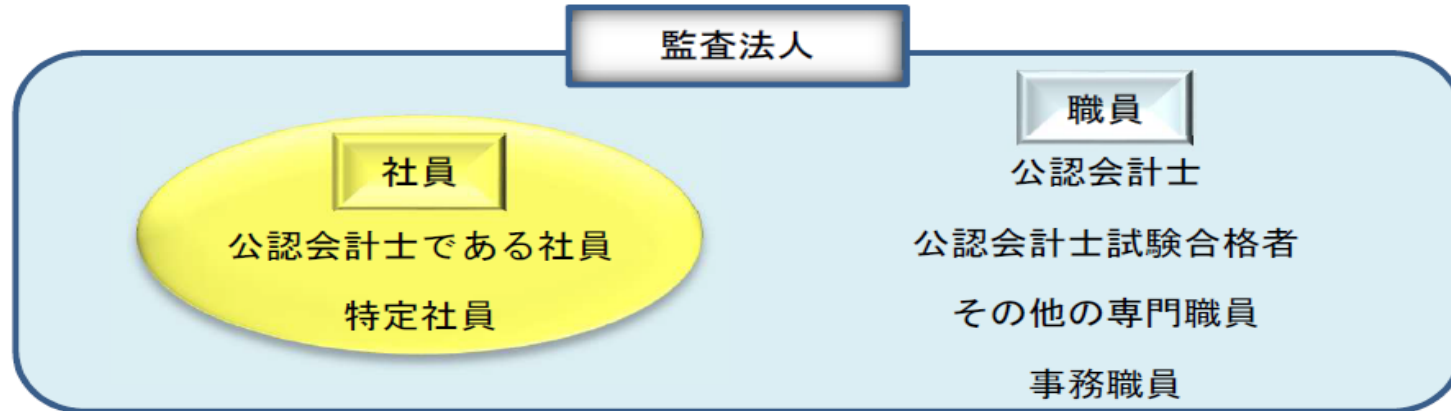 監査法人
社員
公認会計士である社員
特定社員
職員
公認会計士
公認会計士試験合格者
その他の専門職員
事務職員